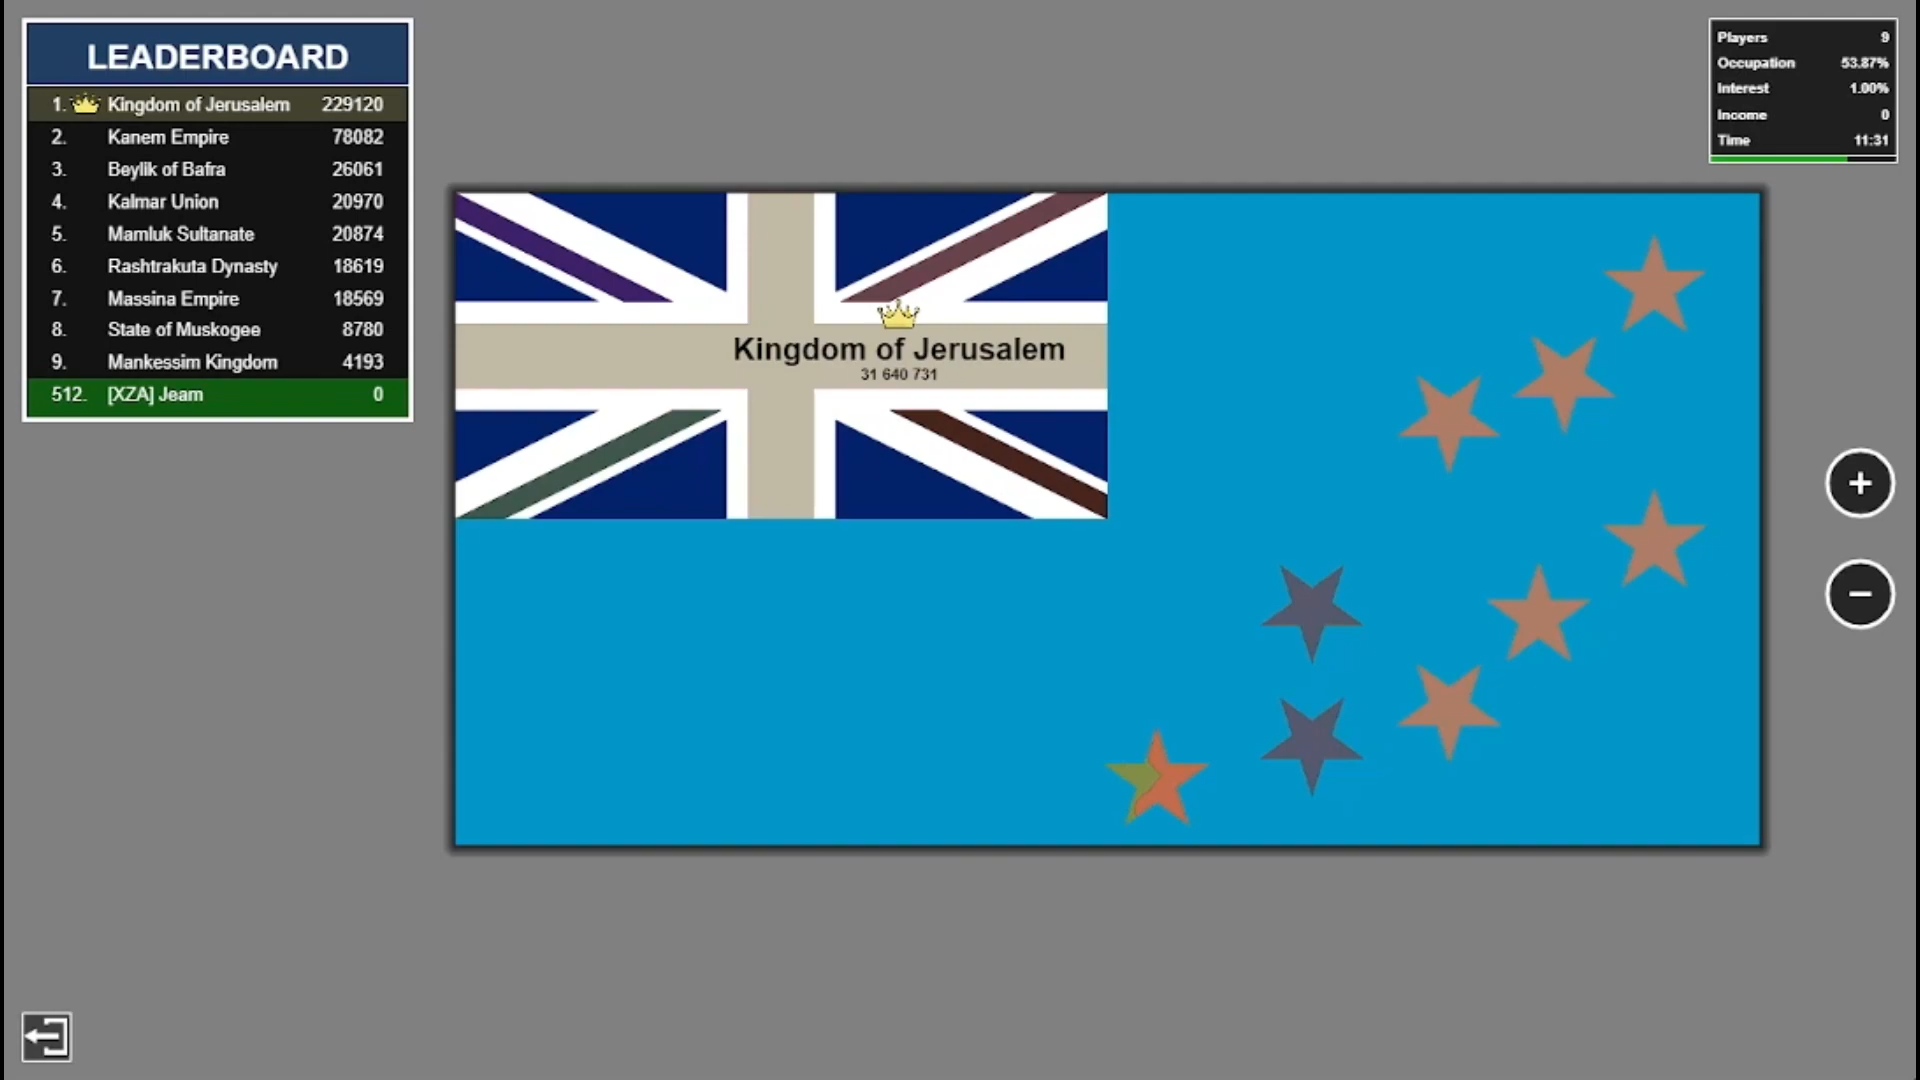 LEADERBOARD
1. Kingdom of Jerusalem 229120
2. Kanem Empire 78082
3. Beylik of Bafra 26061
4. Kalmar Union 20970
5. Mamluk Sultanate 20874
6. Rashtrakuta Dynasty 18619
7. Massina Empire 18569
8. State of Muskogee 8780
9. Mankessim Kingdom 4193
512. [XZA] Jeam 0
Players 9
Occupation 53.87%
Interest 1.00%
Income 0
Time 11:31
Kingdom of Jerusalem
31 640 731
+
−